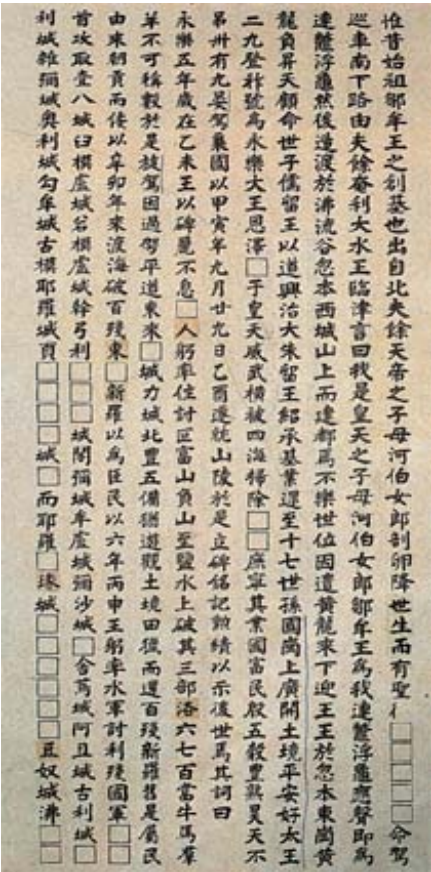 惟昔始祖鄒牟王之創基也出自北夫餘天帝之子母河伯女郎剖卵降世生而有聖彳□□□□□命駕
巡車南下路由夫餘奄利大水王臨津言曰我是皇天之子母河伯女郎鄒牟王爲我連鱉浮龜應聲即爲
連鱉浮龜然後造渡於沸流谷忽本西城山上而建都焉不樂世位因遣黃龍來下迎王王於忽本東崗黃
龍負昇天顧命世子儒留王以道興治大朱留王紹承基業還至十七世孫國崗上廣開土境平安好太王
二九登祚號爲永樂大王恩澤□于皇天威武橫被四海掃除□□庶寧其業國富民殷五穀豊熟昊天不
弔卅有九晏駕棄國以甲寅年九月廿九日乙酉遷就山陵於是立碑銘記勳績以示後世焉其詞曰
永樂五年歲在乙未王以碑麗不息□人躬率住討叵富山負山至鹽水上破其三部洛六七百當牛馬羣
羊不可稱數於是旋駕因過駕平道東來□城力城北豊五備猶遊觀土境田獵而還百殘新羅舊是屬民
由來朝貢而倭以辛卯年來渡海破百殘東□新羅以爲臣民以六年丙申王躬率水軍討利殘國軍□□
首攻取壹八城臼模盧城若模盧城幹弓利□□城閣彌城牟盧城彌沙城□舍蔦城阿旦城古利城□
利城雜彌城奧利城勾牟城古模耶羅城頁□□□□城□而耶羅□瑑城□□□□□□豆奴城沸□